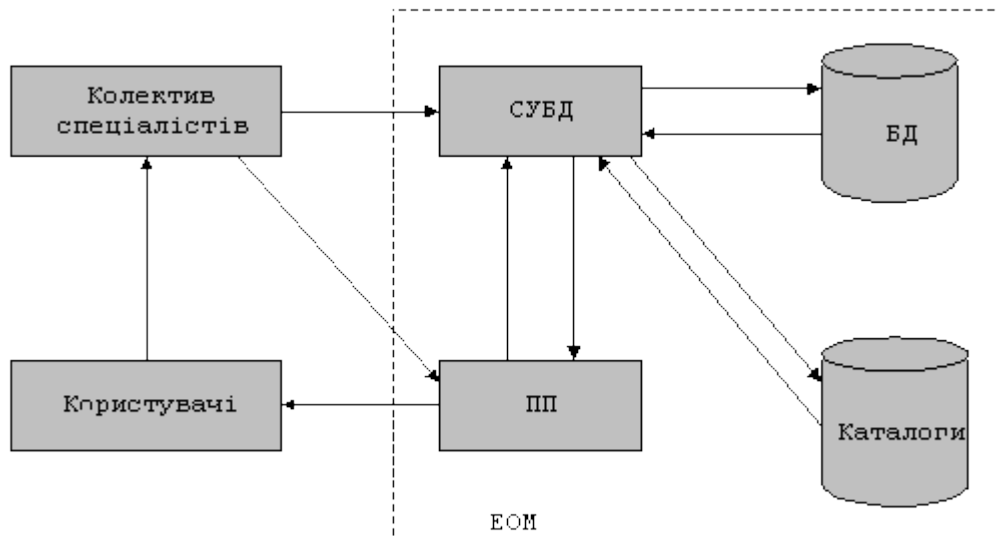 Колектив
спеціалістів
СУБД
БД
Користувачі
ПП
Каталоги
ЕОМ